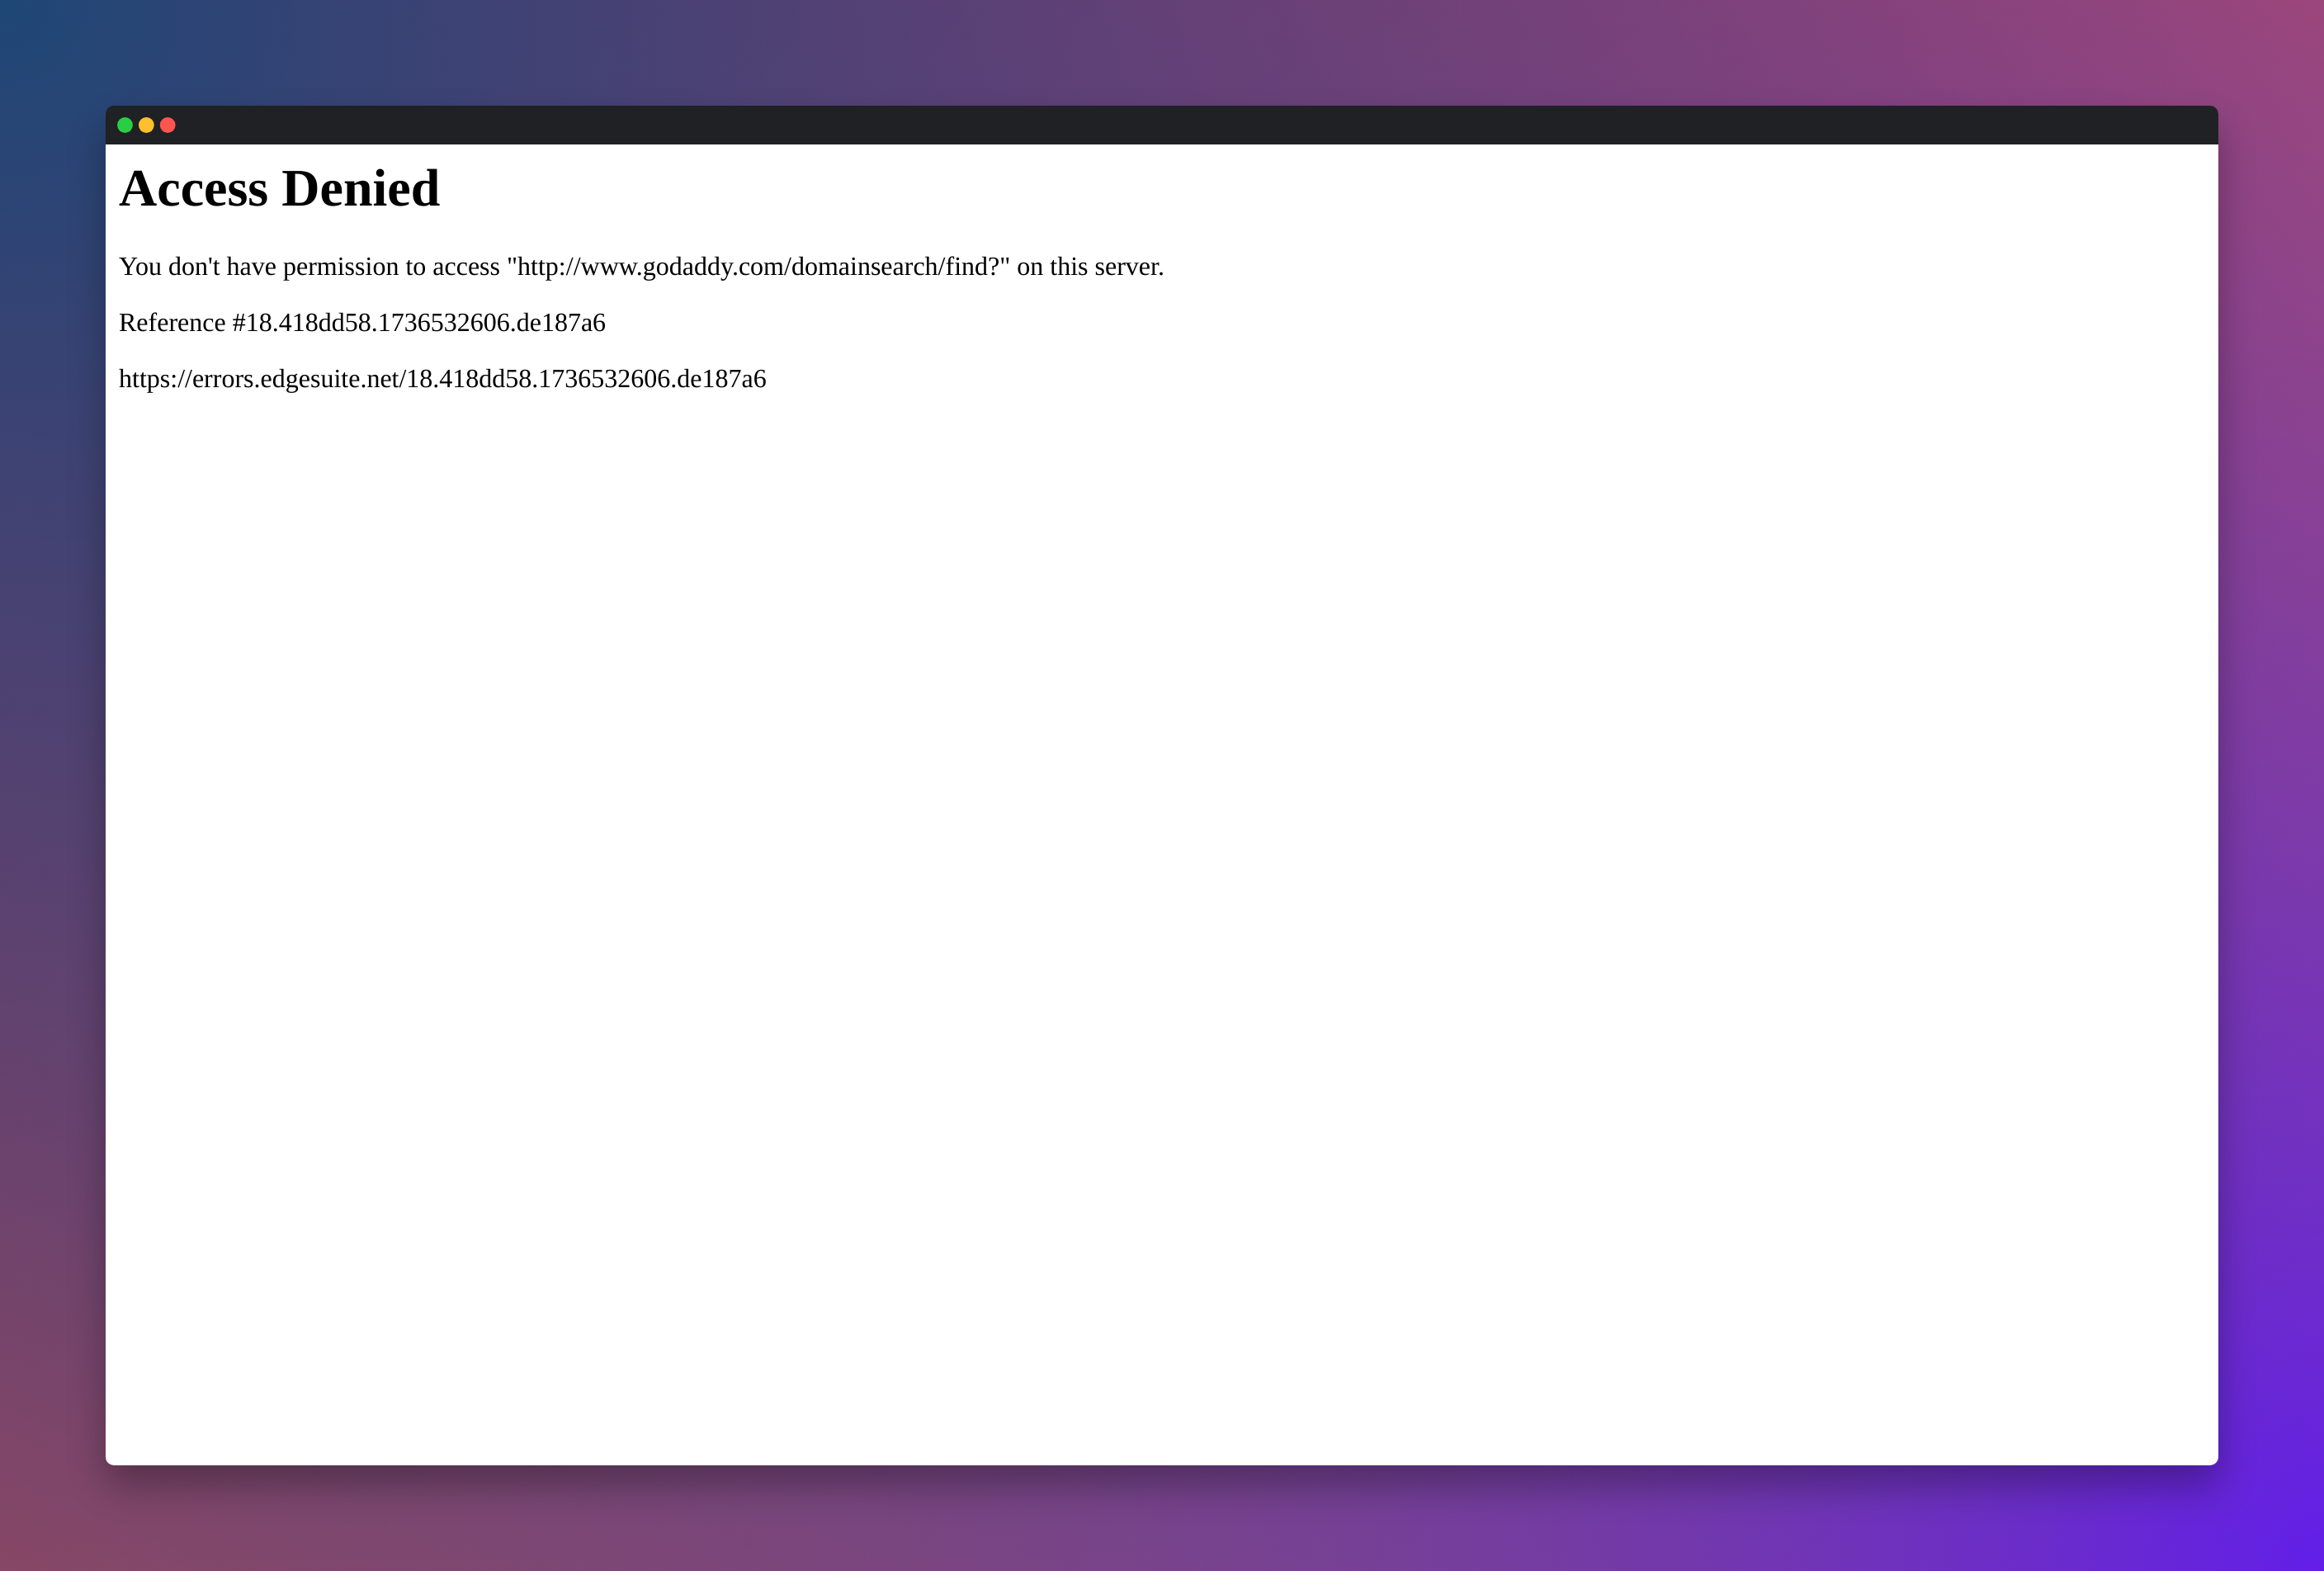 Access Denied
You don't have permission to access "http://www.godaddy.com/domainsearch/find?" on this server.
Reference #18.418dd58.1736532606.de187a6
https://errors.edgesuite.net/18.418dd58.1736532606.de187a6